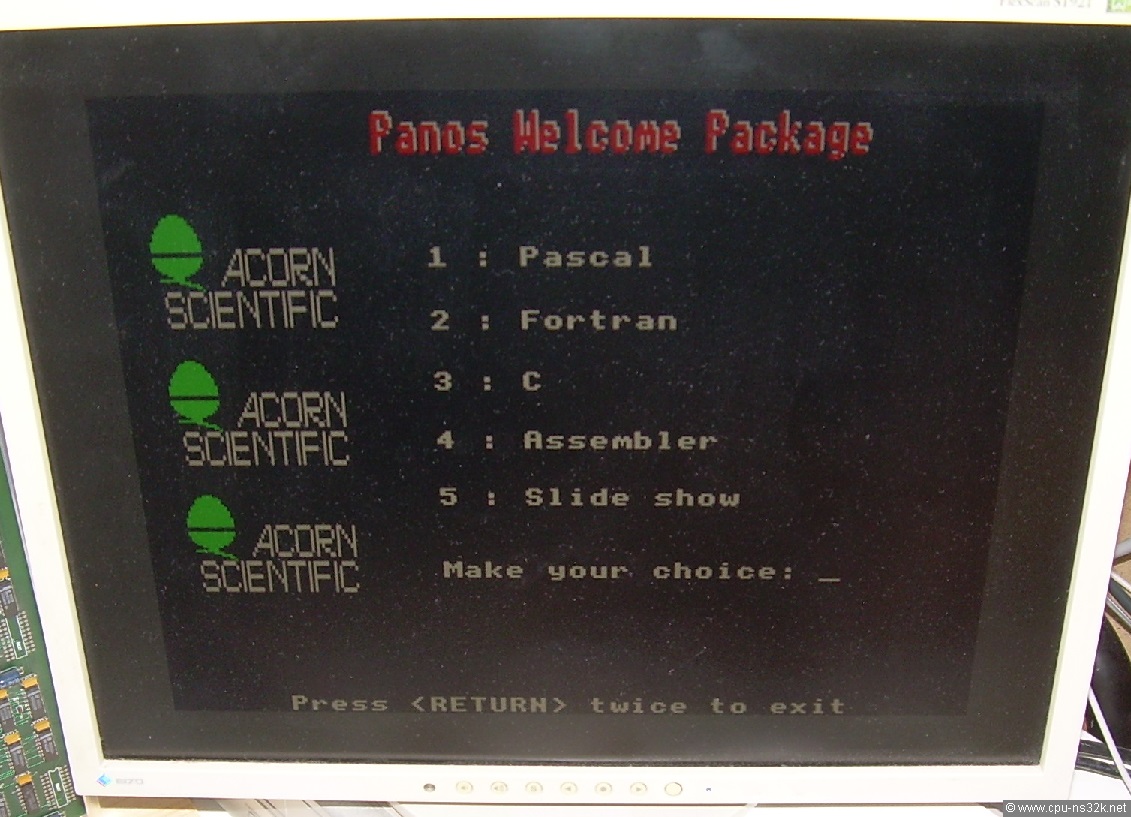 Panos Welcome Package
ACORN
SCIENTIFIC
1 : Pascal
2 : Fortran
ACORN
SCIENTIFIC
3 : C
4 : Assembler
ACORN
SCIENTIFIC
5 : Slide show
Make your choice: _
Press <RETURN> twice to exit
EIZO
© www.cpu-ns32k.net